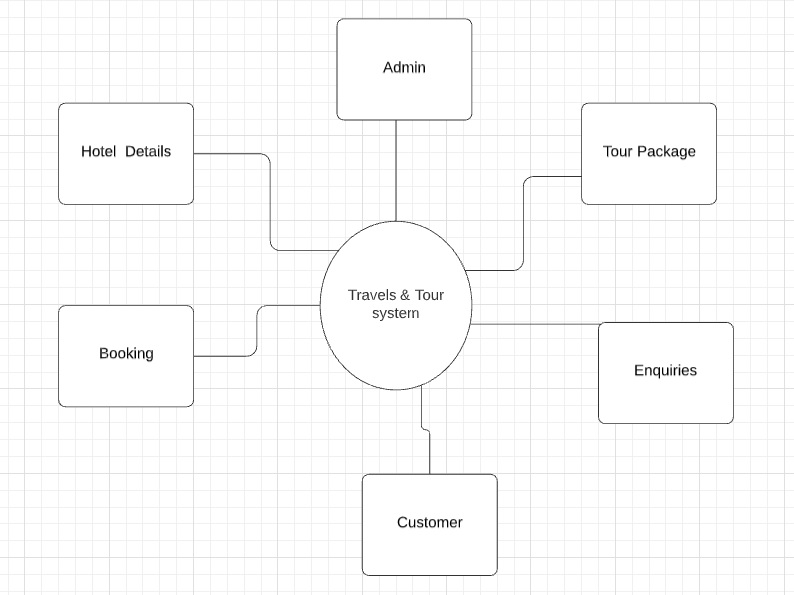 Admin
Hotel  Details
Tour Package
Travels & Tour
system
Booking
Enquiries
Customer